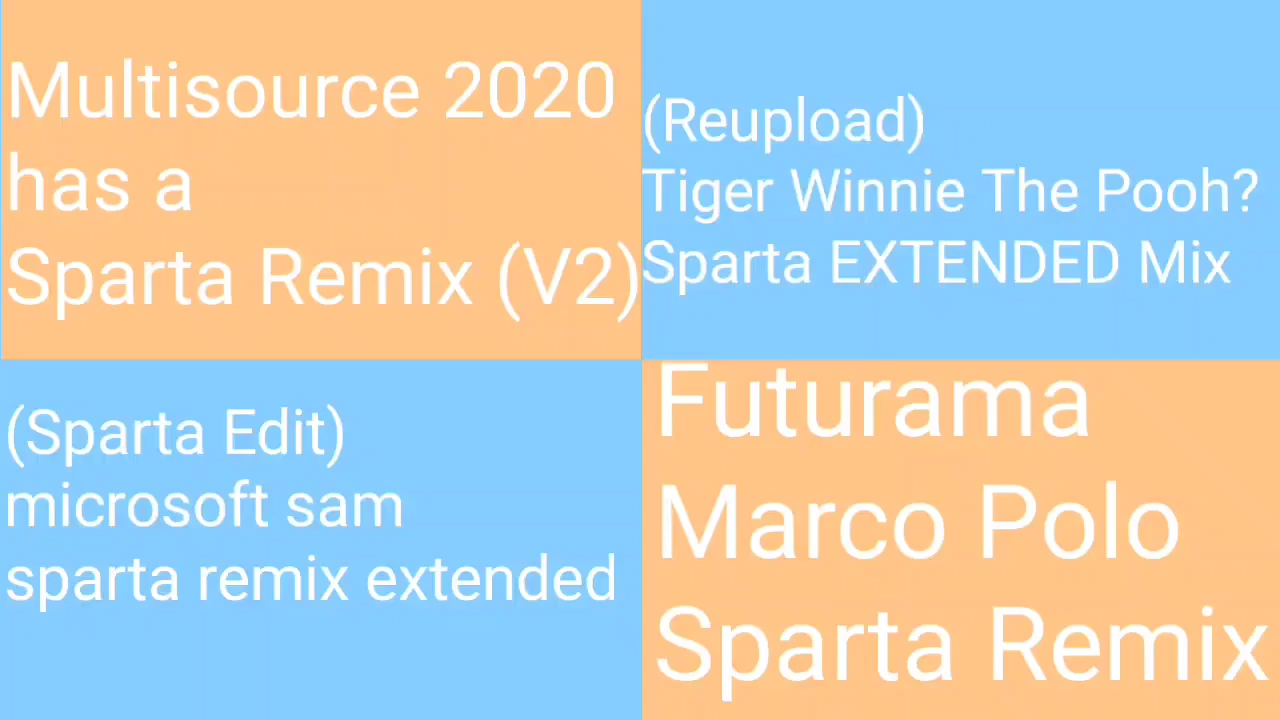 Multisource 2020
has a
Sparta Remix (V2)
(Reupload)
Tiger Winnie The Pooh?
Sparta EXTENDED Mix
(Sparta Edit)
microsoft sam
sparta remix extended
Futurama
Marco Polo
Sparta Remix